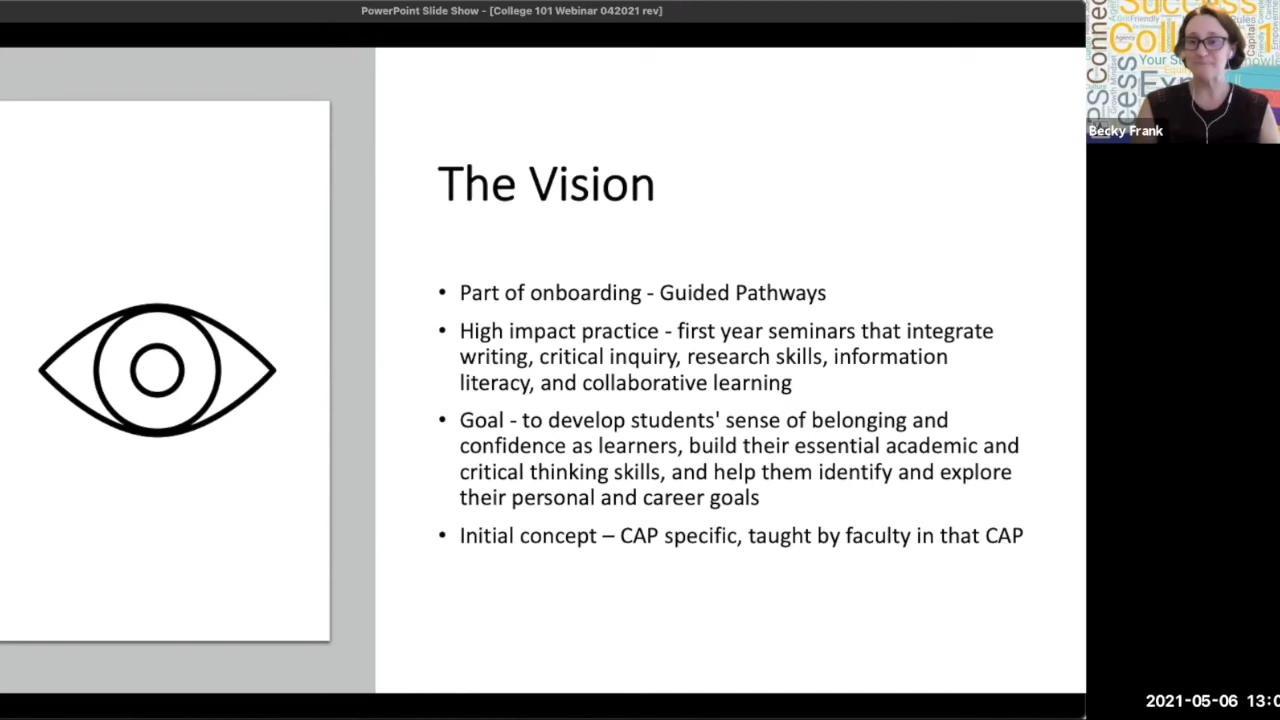 PowerPoint Slide Show - [College 101 Webinar 042021 rev]
The Vision
• Part of onboarding - Guided Pathways
• High impact practice - first year seminars that integrate
writing, critical inquiry, research skills, information
literacy, and collaborative learning
• Goal - to develop students' sense of belonging and
confidence as learners, build their essential academic and
critical thinking skills, and help them identify and explore
their personal and career goals
• Initial concept – CAP specific, taught by faculty in that CAP
Success
Your
Becky Frank
2021-05-06 13:0